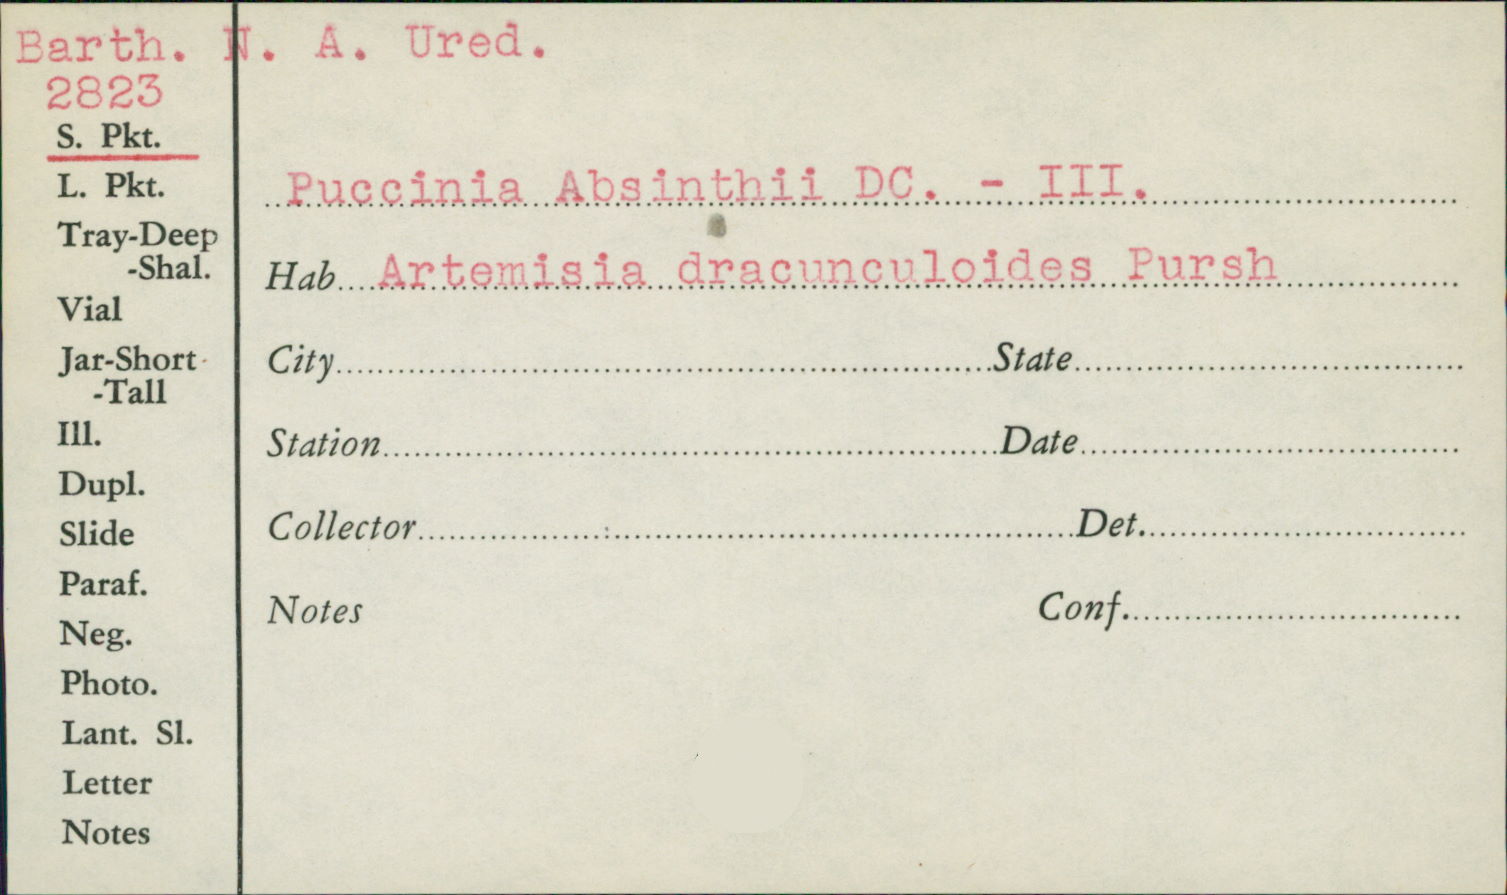 Barth. N. A. Ured.
2823
S. Pkt.
L. Pkt.
Tray-Deep
-Shal.
Vial
Jar-Short
-Tall
Ill.
Dupl.
Slide
Paraf.
Neg.
Photo.
Lant. Sl.
Letter
Notes
Puccinia Absinthii DC. - III.
Hab. Artemisia dracunculoides Pursh
City State
Station Date
Collector Det.
Notes Conf.